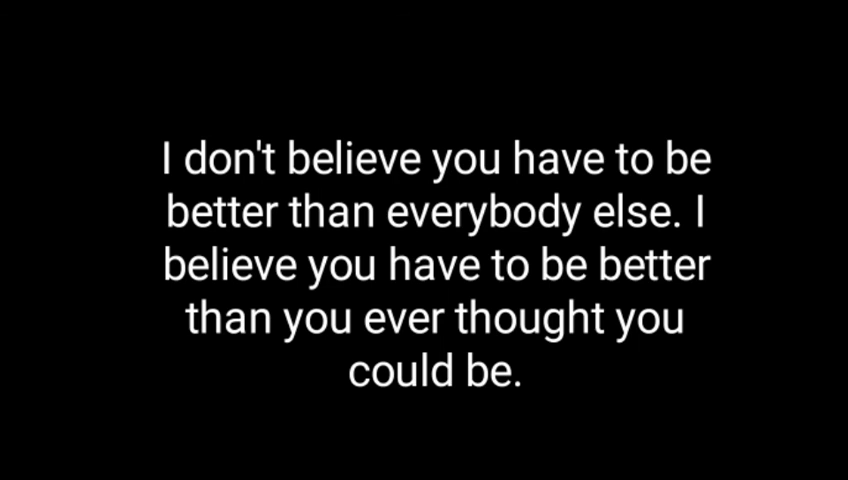 I don't believe you have to be
better than everybody else. I
believe you have to be better
than you ever thought you
could be.